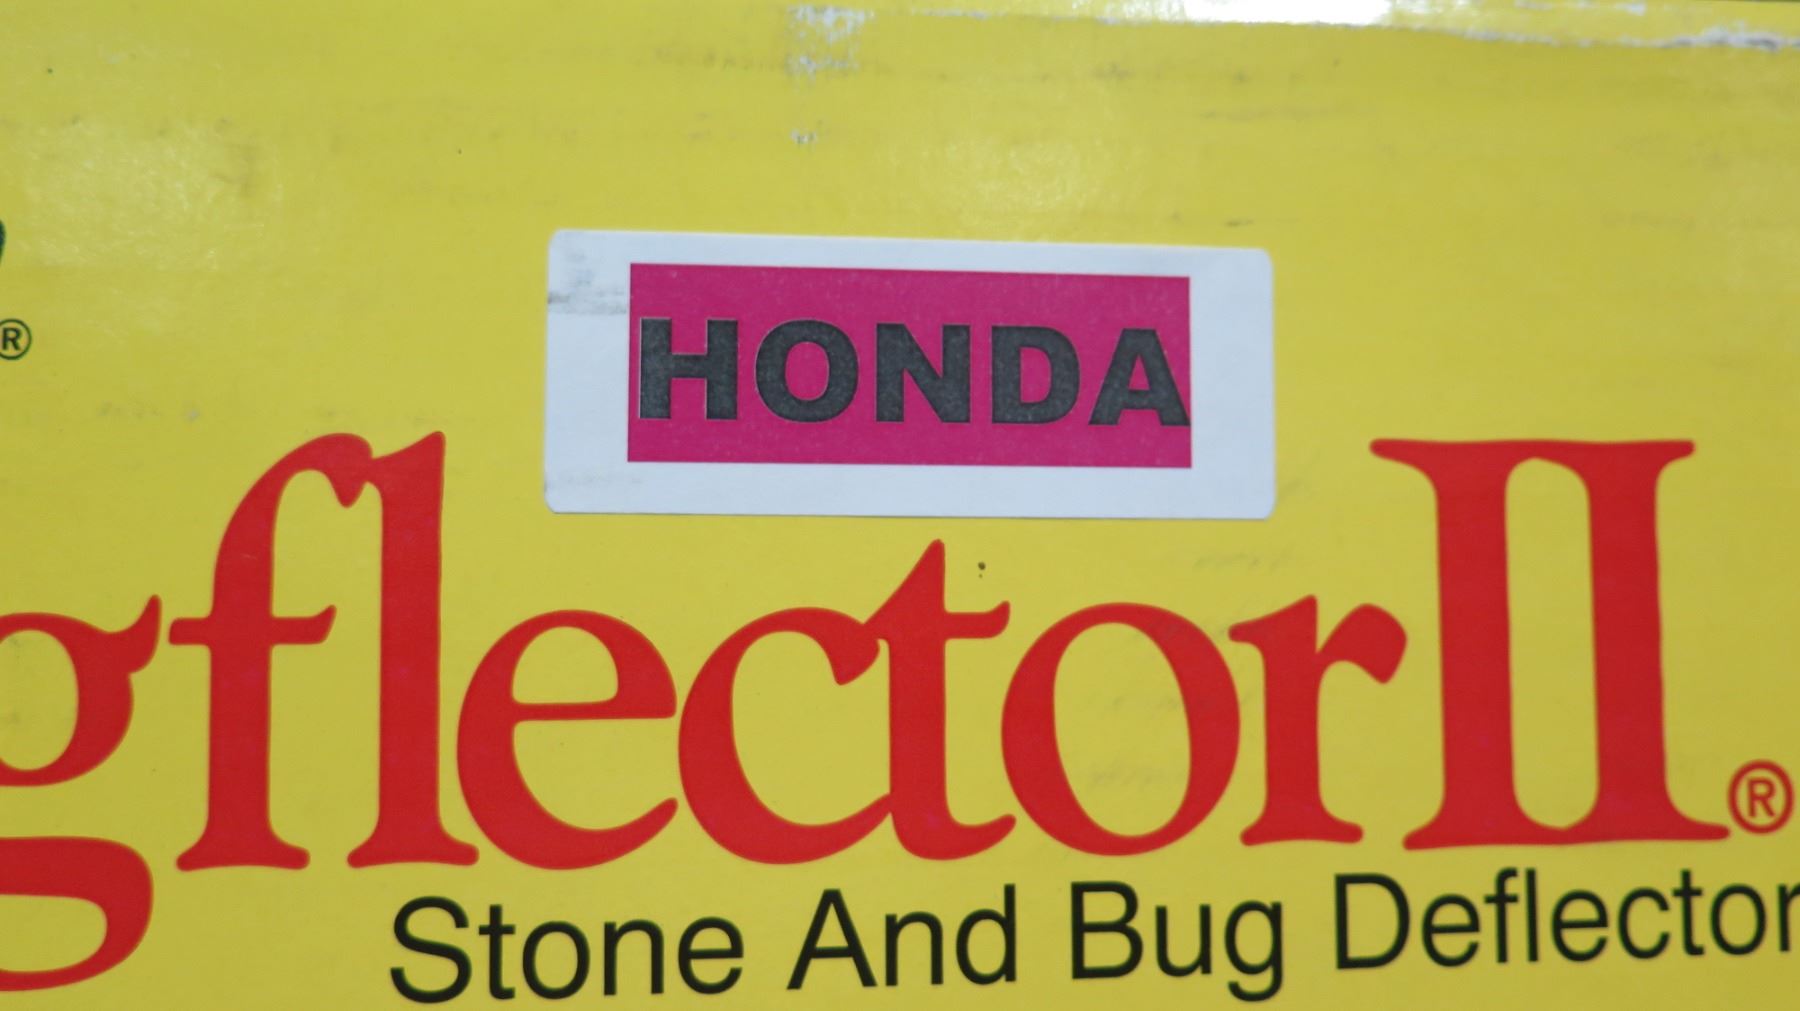 ®
HONDA
gflectorII®
Stone And Bug Deflector